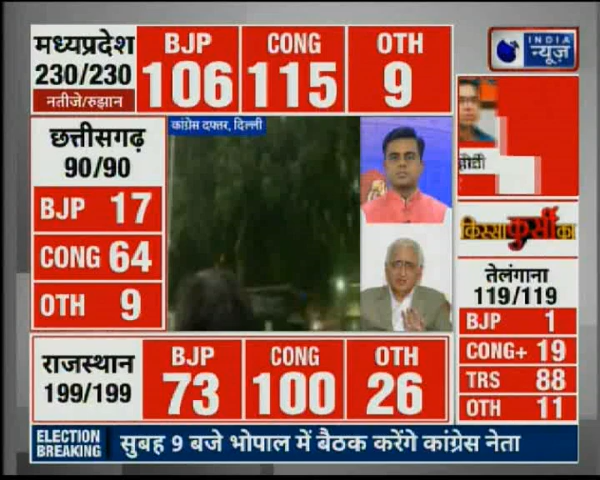 मध्यप्रदेश
230/230
नतीजे/रुझान
BJP
106
CONG
115
OTH
9
INDIA
न्यूज़
छत्तीसगढ़
90/90
BJP 17
CONG 64
OTH 9
कांग्रेस दफ्तर, दिल्ली
किस्सा कुर्सी का
तेलंगाना
119/119
BJP 1
CONG+ 19
TRS 88
OTH 11
राजस्थान
199/199
BJP
73
CONG
100
OTH
26
ELECTION
BREAKING
सुबह 9 बजे भोपाल में बैठक करेंगे कांग्रेस नेता